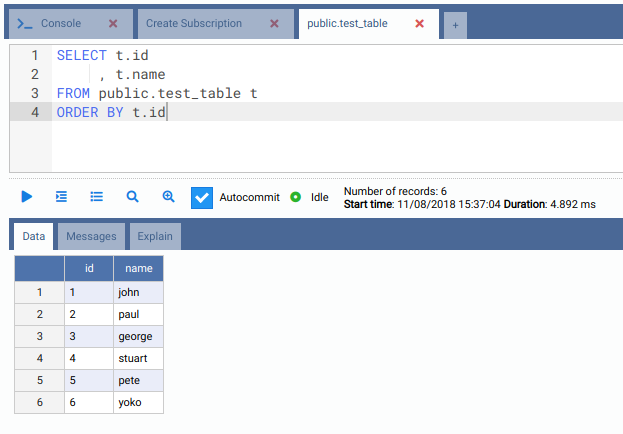 Console Create Subscription public.test_table +
1 SELECT t.id
2 , t.name
3 FROM public.test_table t
4 ORDER BY t.id
Autocommit Idle Number of records: 6
Start time: 11/08/2018 15:37:04 Duration: 4.892 ms
Data Messages Explain
id name
1 1 john
2 2 paul
3 3 george
4 4 stuart
5 5 pete
6 6 yoko